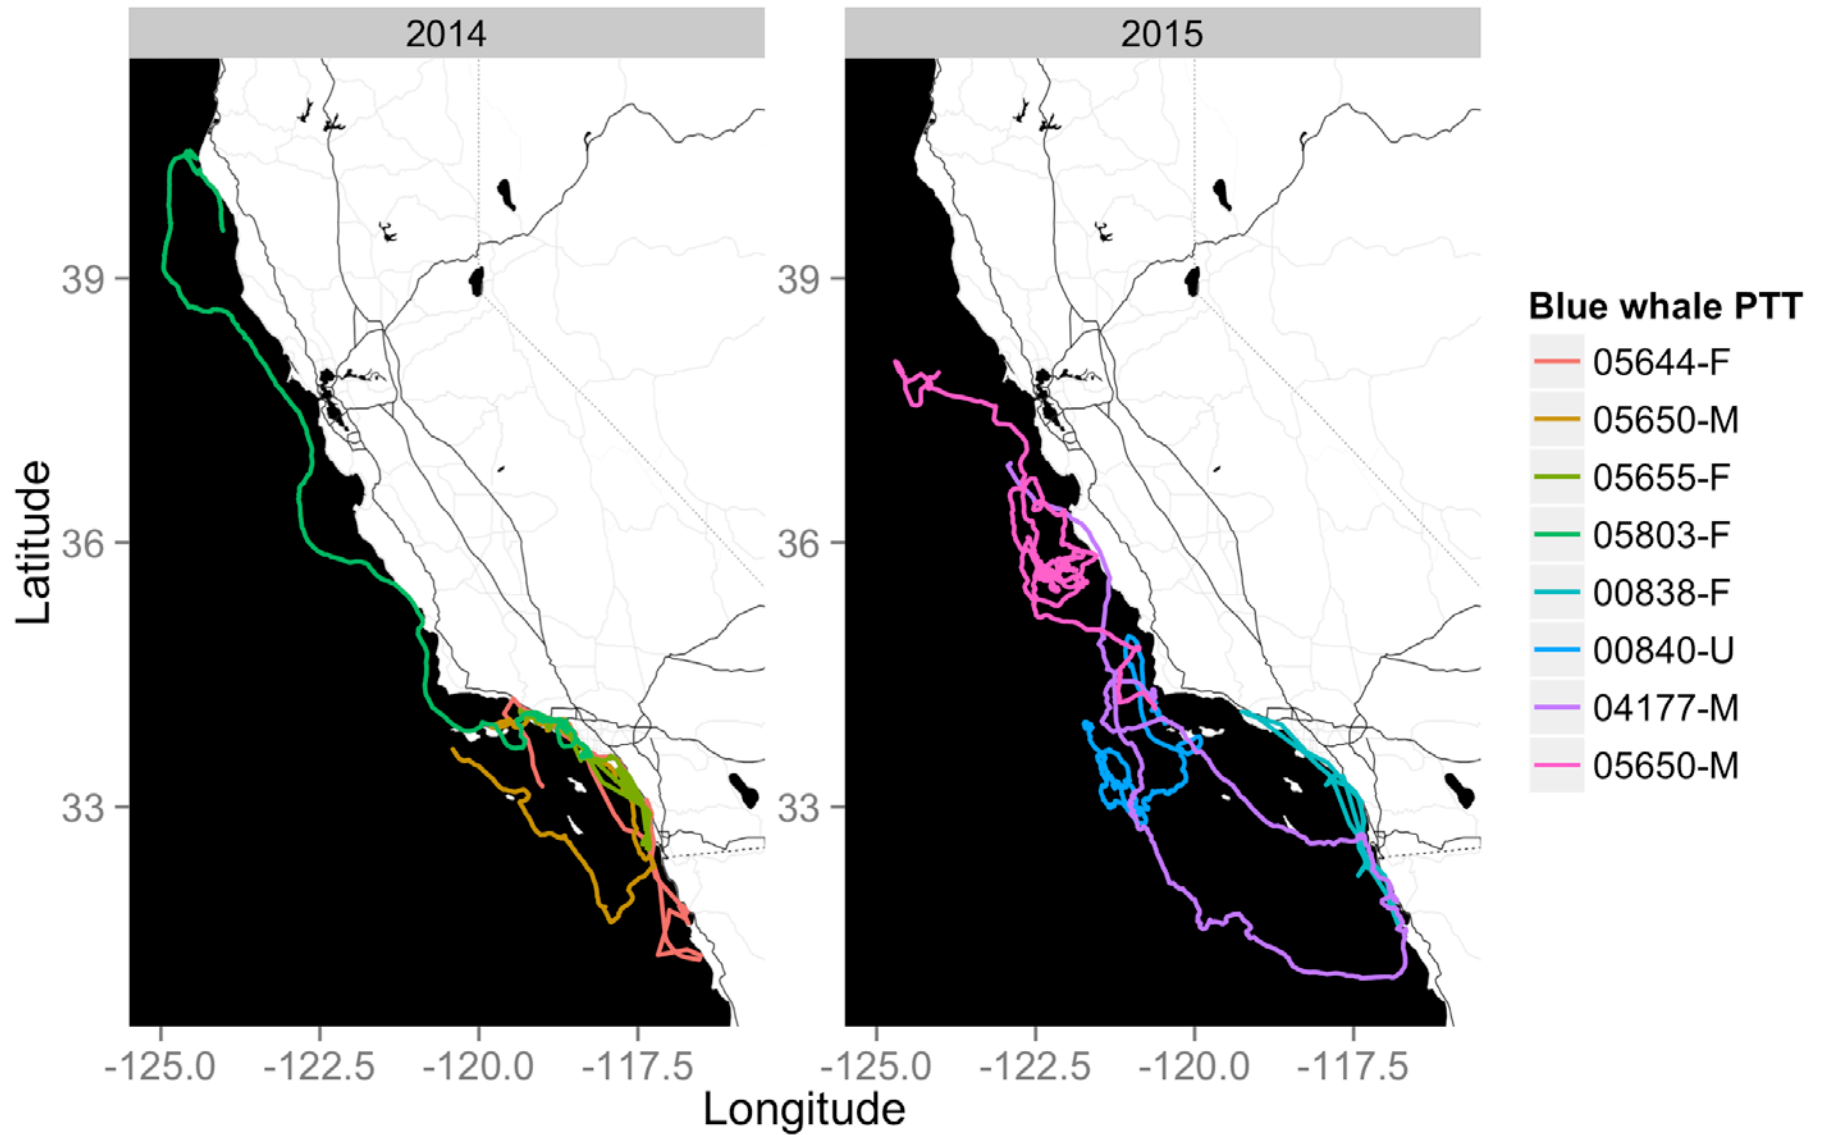 2014
2015
39
36
33
39
36
33
Latitude
-125.0
-122.5
-120.0
-117.5
-125.0
-122.5
-120.0
-117.5
Longitude
Blue whale PTT
05644-F
05650-M
05655-F
05803-F
00838-F
00840-U
04177-M
05650-M